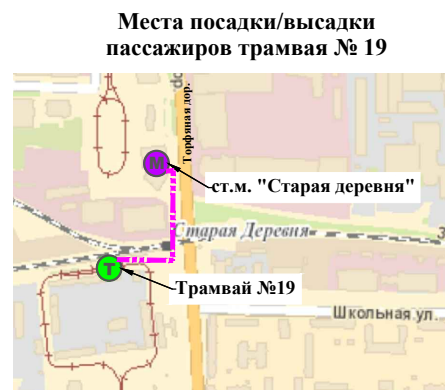 Места посадки/высадки
пассажиров трамвая № 19
Торфяная дор.
М
ст.м. "Старая деревня"
Старая Деревня
Т
Трамвай №19
Школьная ул.